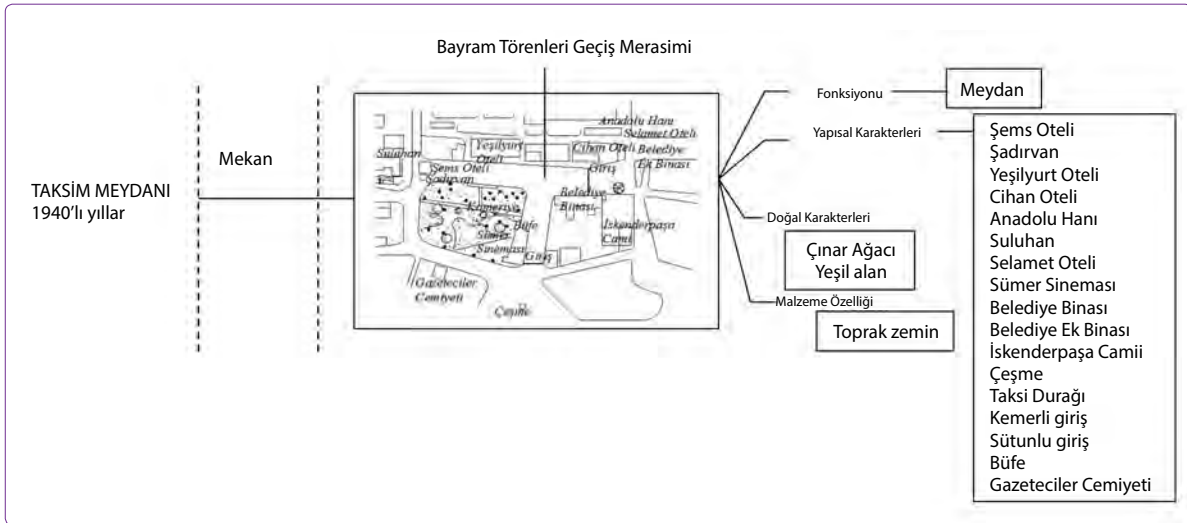 Bayram Törenleri Geçiş Merasimi
TAKSİM MEYDANI
1940’lı yıllar
Mekan
Anadolu Hanı
Selamet Oteli
Suluhan
Yeşilyurt
Oteli
Cihan Oteli
Belediye
Ek Binası
Şems Oteli
Şadırvan
Giriş
Kameriye
Belediye
Binası
Büfe
Sümer
Sineması
İskenderpaşa
Cami
Giriş
Gazeteciler
Cemiyeti
Çeşme
Fonksiyonu
Meydan
Yapısal Karakterleri
Şems Oteli
Şadırvan
Yeşilyurt Oteli
Cihan Oteli
Anadolu Hanı
Suluhan
Selamet Oteli
Sümer Sineması
Belediye Binası
Belediye Ek Binası
İskenderpaşa Camii
Çeşme
Taksi Durağı
Kemerli giriş
Sütunlu giriş
Büfe
Gazeteciler Cemiyeti
Doğal Karakterleri
Çınar Ağacı
Yeşil alan
Malzeme Özelliği
Toprak zemin